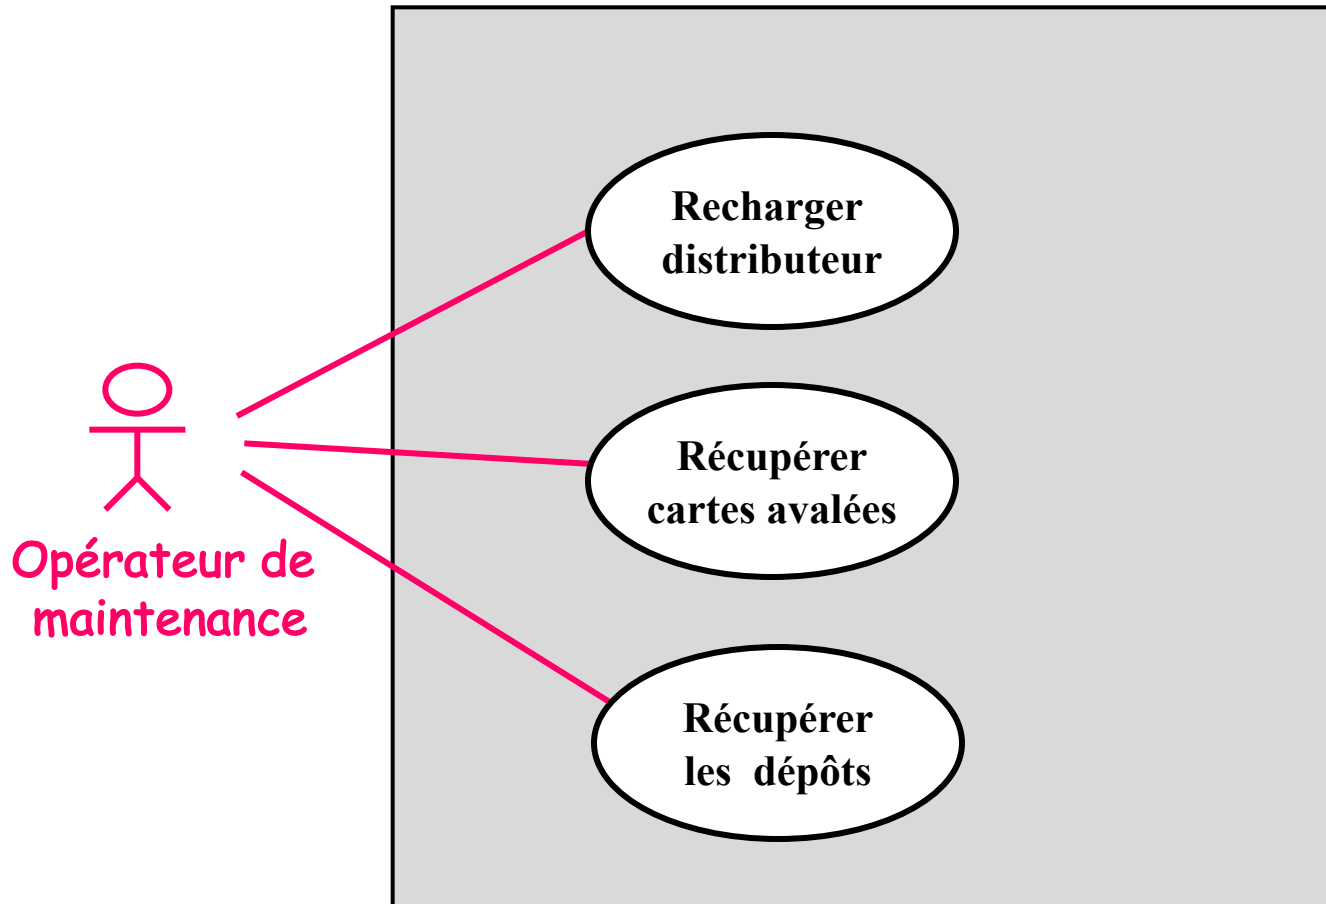 Recharger
distributeur
Récupérer
cartes avalées
Opérateur de
maintenance
Récupérer
les dépôts